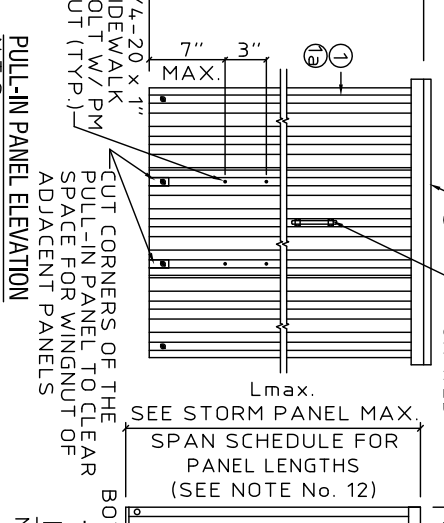 1/4-20 x 1"
SIDEWALK
BOLT W/ PM
NUT (TYP.)
7"
MAX.
3"
1
1a
CUT CORNERS OF THE
PULL-IN PANEL TO CLEAR
SPACE FOR WINGNUT OF
ADJACENT PANELS
PULL-IN PANEL ELEVATION
Lmax.
SEE STORM PANEL MAX.
SPAN SCHEDULE FOR
PANEL LENGTHS
(SEE NOTE No. 12)